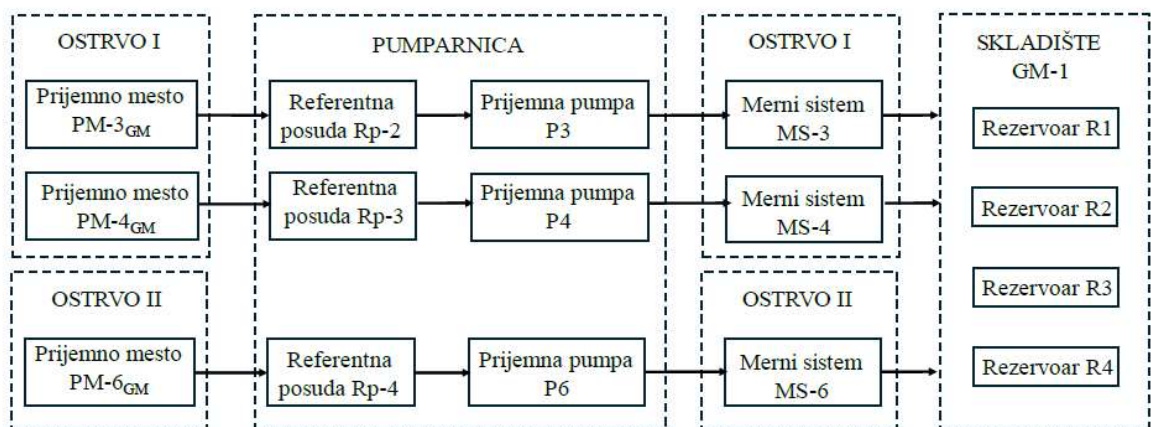 OSTRVO I
PUMPARNICA
OSTRVO I
SKLADIŠTE
GM-1
Prijemno mesto
PM-3GM
Referentna
posuda Rp-2
Prijemna pumpa
P3
Merni sistem
MS-3
Rezervoar R1
Prijemno mesto
PM-4GM
Referentna
posuda Rp-3
Prijemna pumpa
P4
Merni sistem
MS-4
Rezervoar R2
OSTRVO II
OSTRVO II
Rezervoar R3
Prijemno mesto
PM-6GM
Referentna
posuda Rp-4
Prijemna pumpa
P6
Merni sistem
MS-6
Rezervoar R4